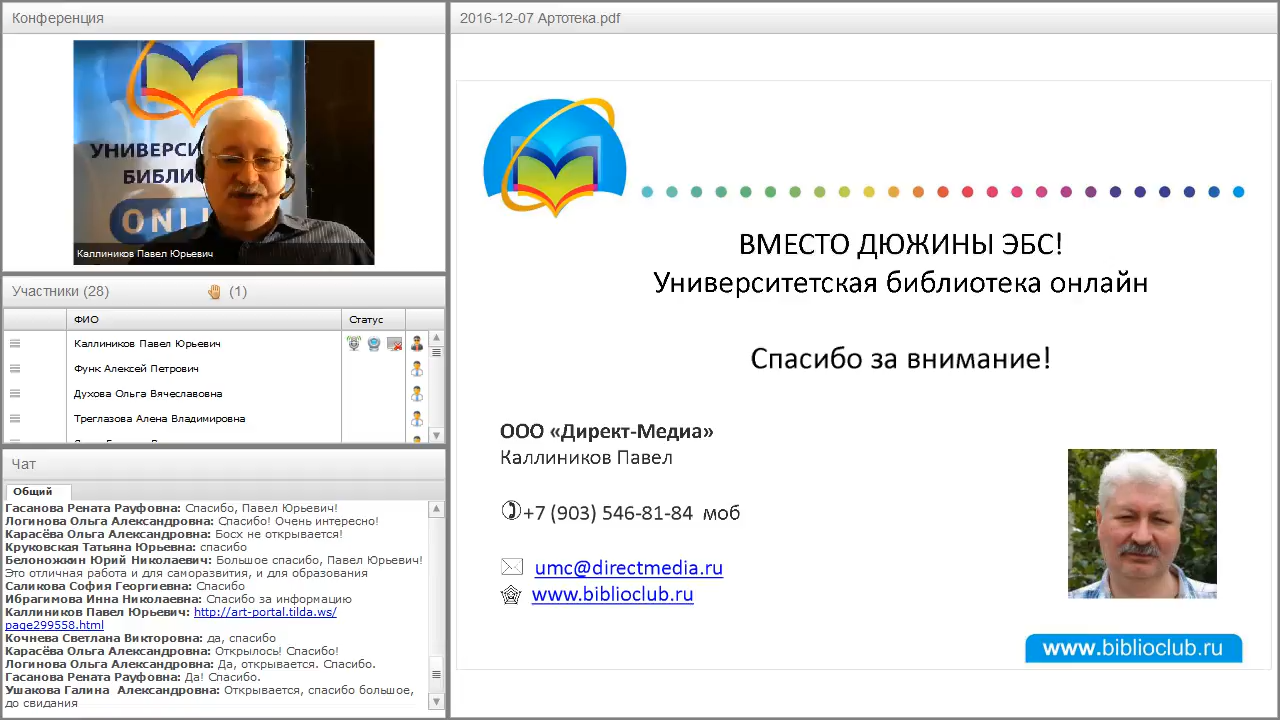 Конференция
УНИВЕРСИ
БИБЛИ
ONLI
Каллиников Павел Юрьевич
Участники (28)
(1)
ФИО
Статус
Каллиников Павел Юрьевич
Функ Алексей Петрович
Духова Ольга Вячеславовна
Треглазова Алена Владимировна
Чат
Общий
Гасанова Рената Рауфовна: Спасибо, Павел Юрьевич!
Логинова Ольга Александровна: Спасибо! Очень интересно!
Карасёва Ольга Александровна: Босх не открывается!
Круковская Татьяна Юрьевна: спасибо
Белоножкин Юрий Николаевич: Большое спасибо, Павел Юрьевич!
Это отличная работа и для саморазвития, и для образования
Саликова София Георгиевна: Спасибо
Ибрагимова Инна Николаевна: Спасибо за информацию
Каллиников Павел Юрьевич: http://art-portal.tilda.ws/
page299558.html
Кочнева Светлана Викторовна: да, спасибо
Карасёва Ольга Александровна: Открылось! Спасибо!
Логинова Ольга Александровна: Да, открывается. Спасибо.
Гасанова Рената Рауфовна: Да! Спасибо.
Ушакова Галина Александровна: Открывается, спасибо большое,
до свидания
2016-12-07 Артотека.pdf
ВМЕСТО ДЮЖИНЫ ЭБС!
Университетская библиотека онлайн
Спасибо за внимание!
ООО «Директ-Медиа»
Каллиников Павел
+7 (903) 546-81-84 моб
umc@directmedia.ru
www.biblioclub.ru
www.biblioclub.ru